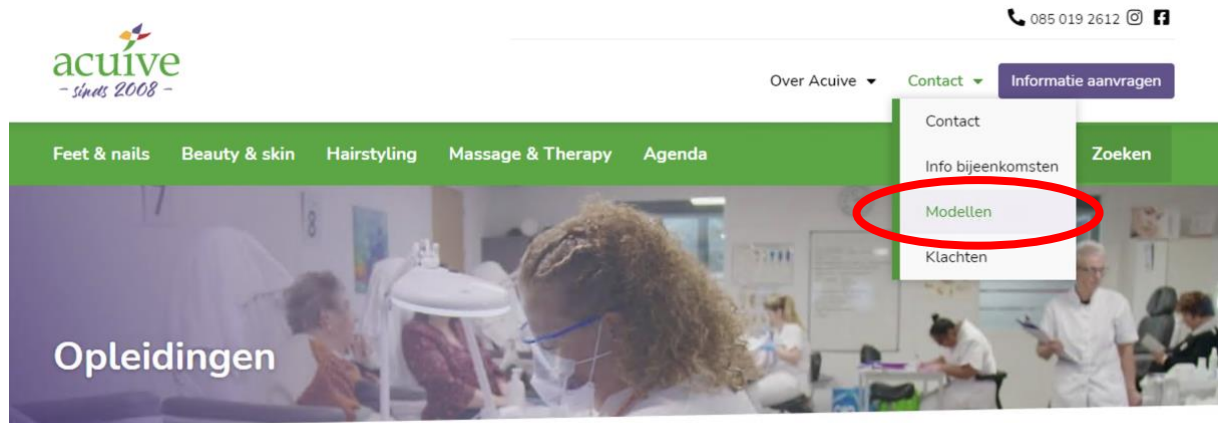 085 019 2612
acuive
- sinds 2008 -
Over Acuive
Contact
Informatie aanvragen
Contact
Info bijeenkomsten
Modellen
Klachten
Feet & nails Beauty & skin Hairstyling Massage & Therapy Agenda Zoeken
8
Opleidingen